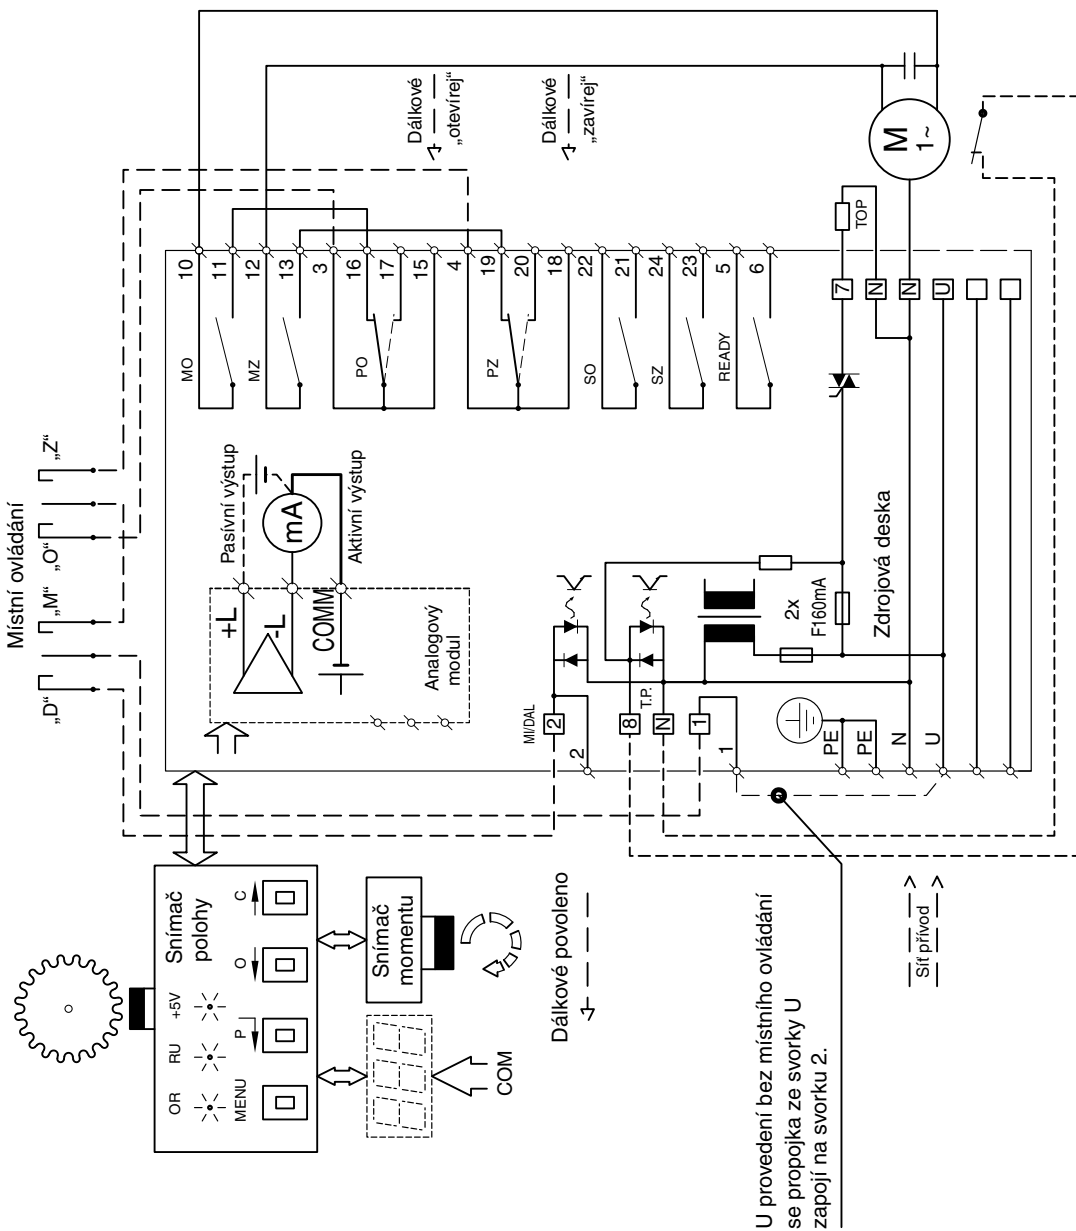 Místní ovládání
„D“
„M“
„O“
„Z“
Dálkové
„otevírej“
Dálkové
„zavírej“
M
1~
10
11
12
13
3
16
17
15
4
19
20
18
22
21
24
23
5
6
MO
MZ
PO
PZ
SO
SZ
READY
TOP
7
N
N
U
Pasívní výstup
mA
Aktivní výstup
+L
-L
COMM
Analogový
modul
2x
F160mA
Zdrojová deska
MI/DAL
2
2
T.P.
8
N
1
1
PE
PE
N
U
Snímač
polohy
+5V
RU
OR
C
O
P
MENU
Snímač
momentu
COM
Dálkové povoleno
Síť přívod
U provedení bez místního ovládání
se propojka ze svorky U
zapojí na svorku 2.